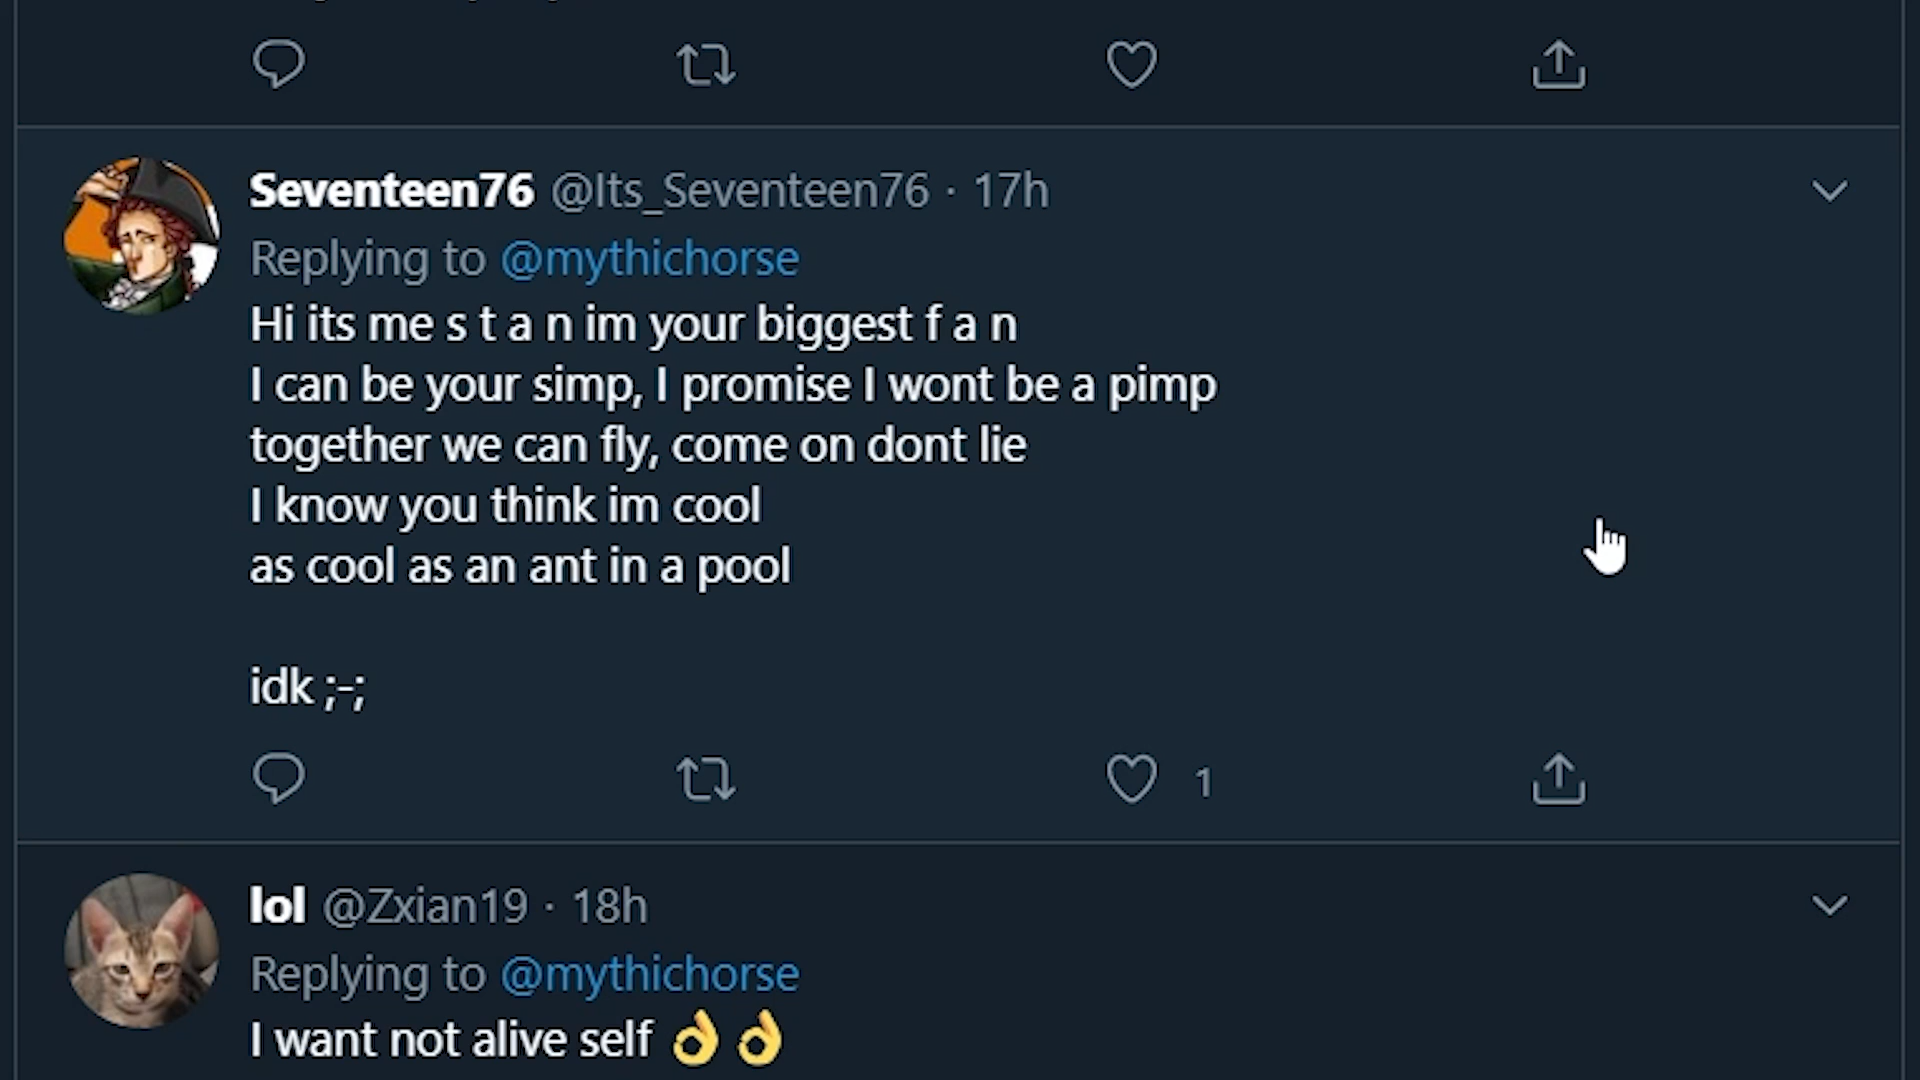 Seventeen76 @Its_Seventeen76 · 17h
Replying to @mythichorse
Hi its me s t a n im your biggest f a n
I can be your simp, I promise I wont be a pimp
together we can fly, come on dont lie
I know you think im cool
as cool as an ant in a pool
idk ;-;
1
lol @Zxian19 · 18h
Replying to @mythichorse
I want not alive self 👌👌